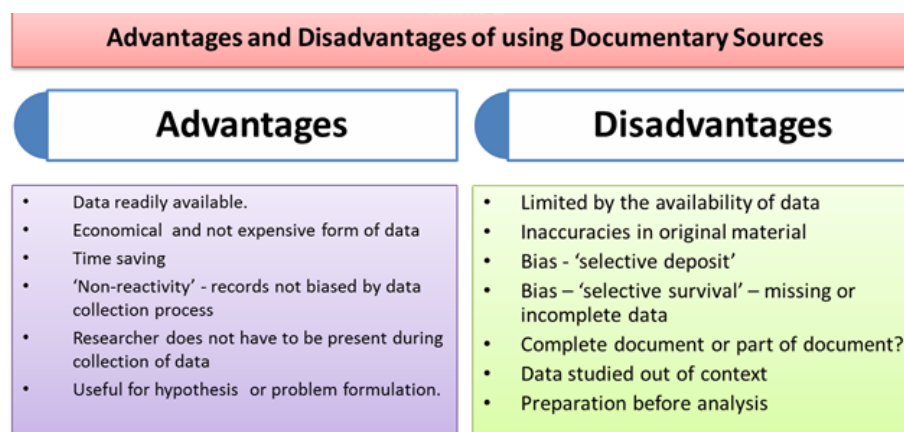 Advantages and Disadvantages of using Documentary Sources
Advantages
• Data readily available.
• Economical and not expensive form of data
• Time saving
• ‘Non-reactivity’ - records not biased by data
collection process
• Researcher does not have to be present during
collection of data
• Useful for hypothesis or problem formulation.
Disadvantages
• Limited by the availability of data
• Inaccuracies in original material
• Bias - ‘selective deposit’
• Bias – ‘selective survival’ – missing or
incomplete data
• Complete document or part of document?
• Data studied out of context
• Preparation before analysis